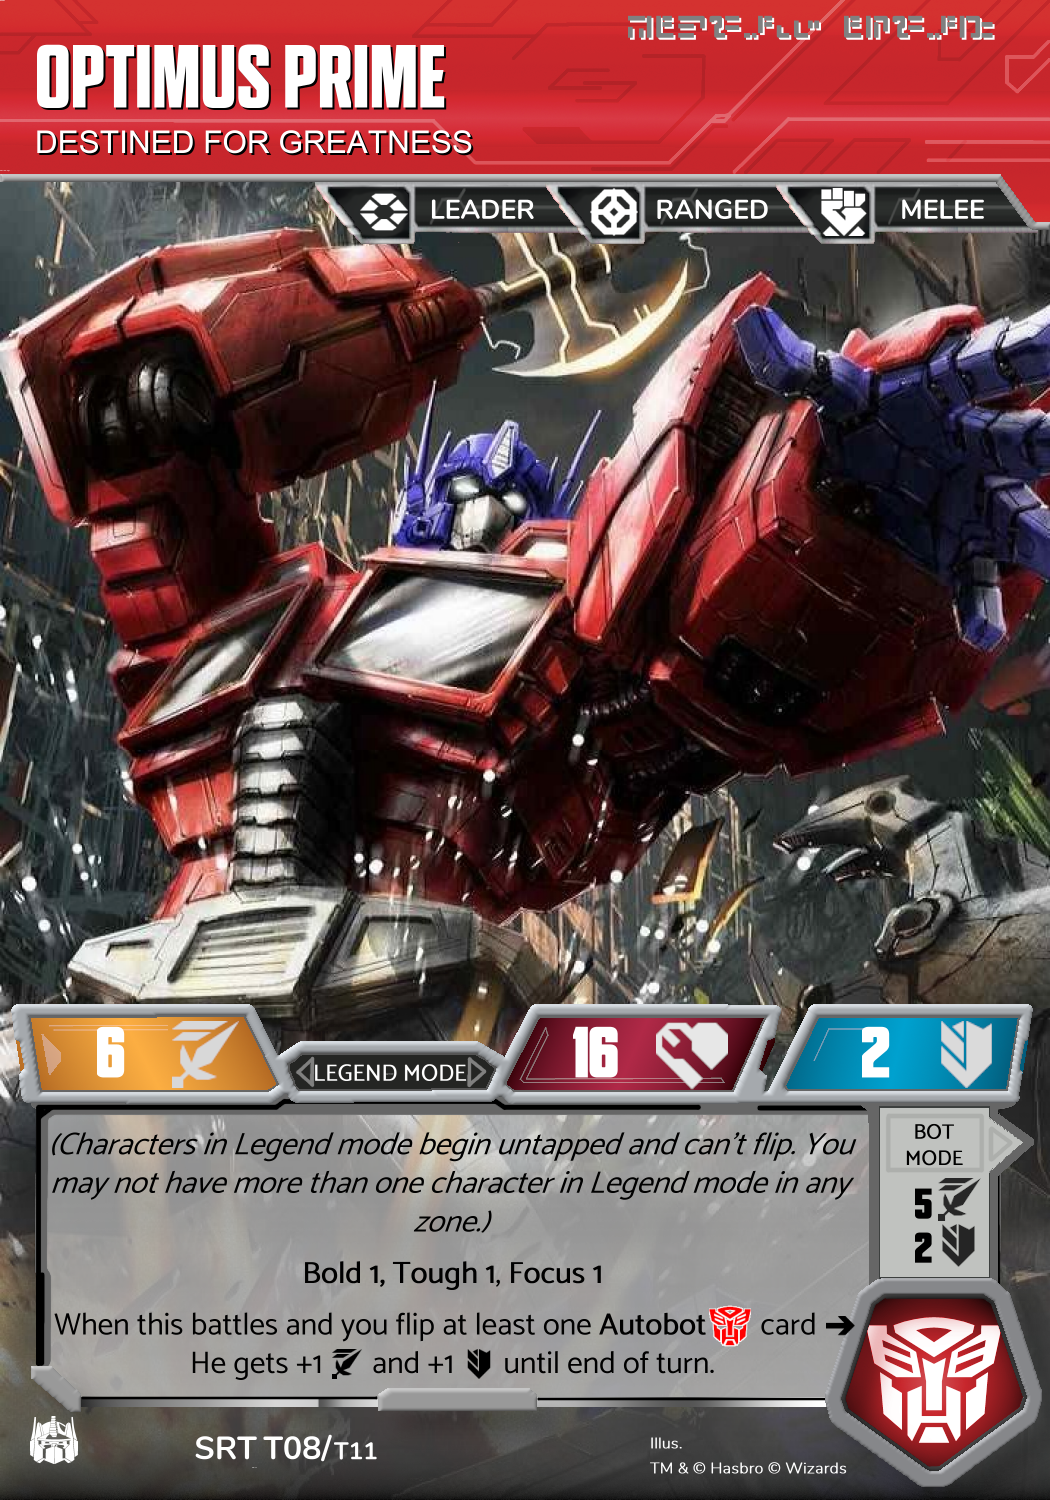 OPTIMUS PRIME
DESTINED FOR GREATNESS
LEADER RANGED MELEE
6 LEGEND MODE 16 2
(Characters in Legend mode begin untapped and can't flip. You
may not have more than one character in Legend mode in any
zone.)
Bold 1, Tough 1, Focus 1
When this battles and you flip at least one Autobot card ➔
He gets +1 and +1 until end of turn.
BOT
MODE
5
2
SRT T08/T11
Illus.
TM & © Hasbro © Wizards